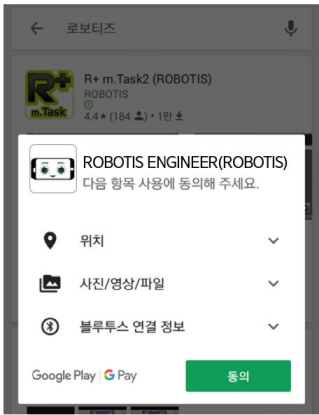 로보티즈
R+
m.Task
R+ m.Task2 (ROBOTIS)
ROBOTIS
4.4★ (184 ) • 1만
ROBOTIS ENGINEER(ROBOTIS)
다음 항목 사용에 동의해 주세요.
위치
사진/영상/파일
블루투스 연결 정보
Google Play | G Pay
동의